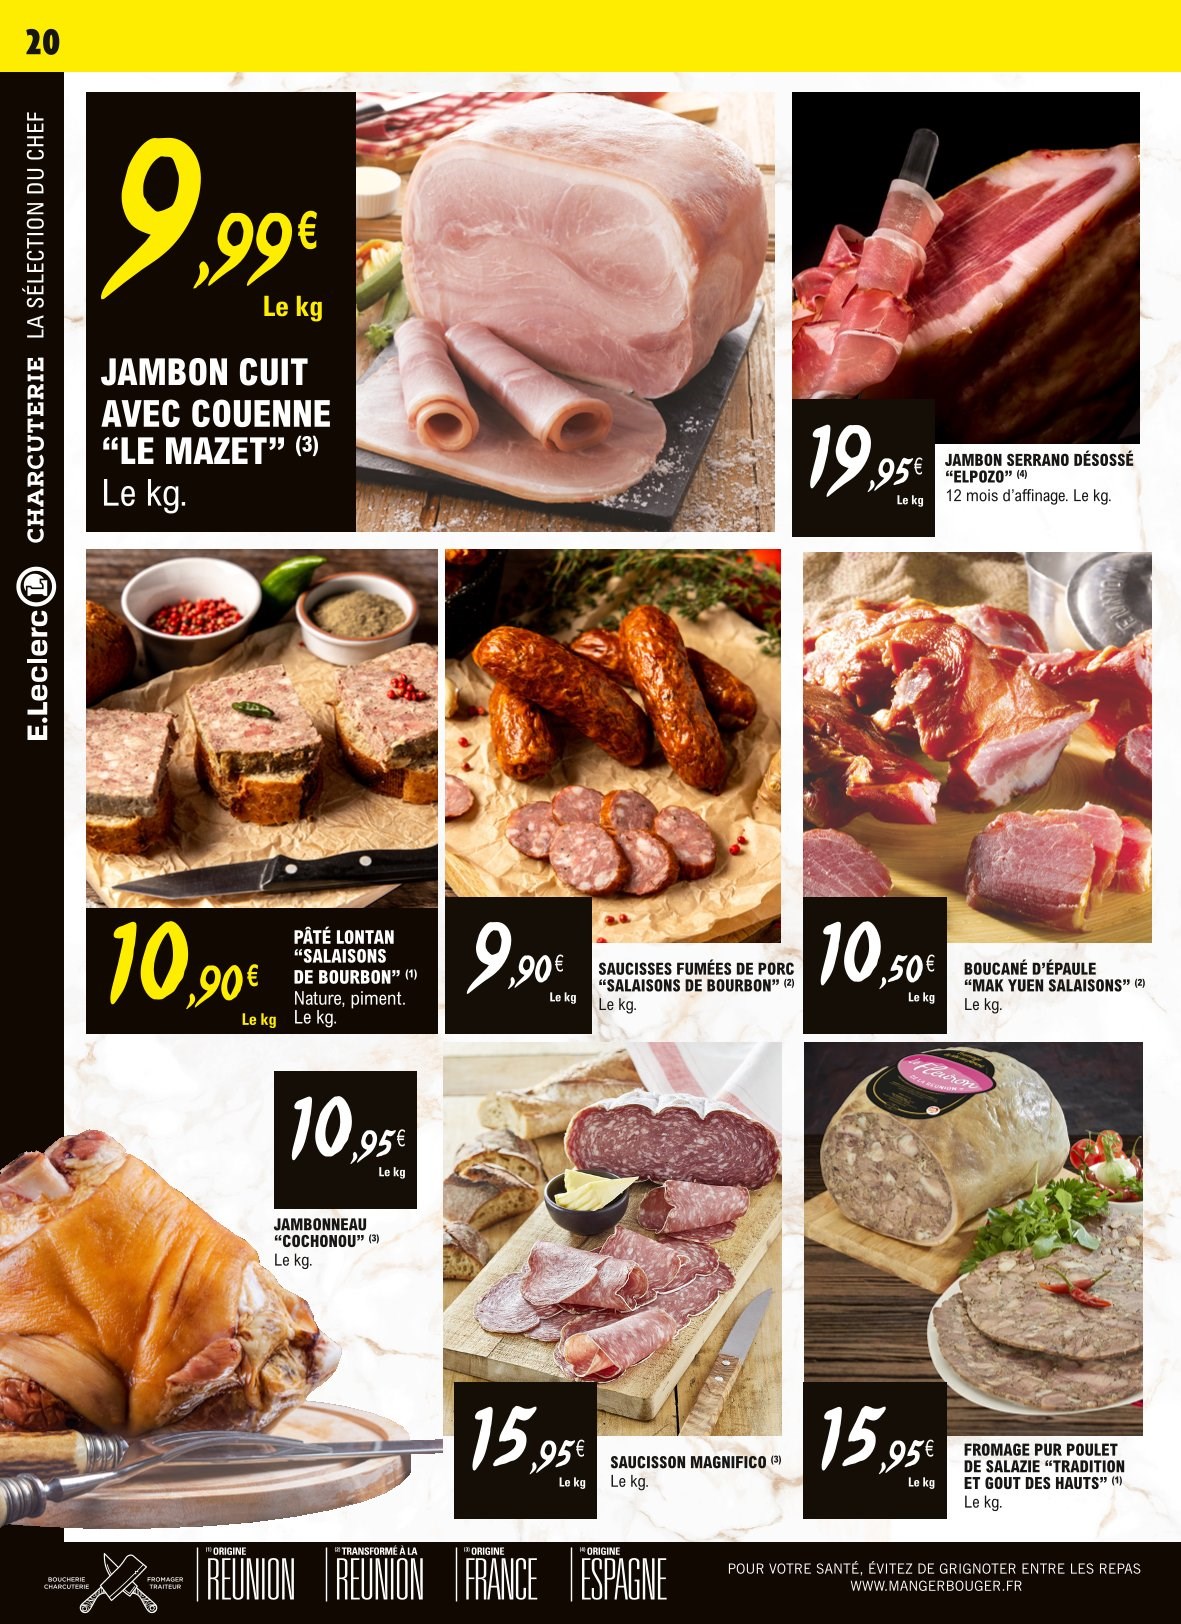 20
E.Leclerc L CHARCUTERIE LA SÉLECTION DU CHEF
9,99€
Le kg
JAMBON CUIT
AVEC COUENNE
“LE MAZET” (3)
Le kg.
19,95€
Le kg
JAMBON SERRANO DÉSOSSÉ
“ELPOZO” (4)
12 mois d’affinage. Le kg.
10,90€
Le kg
PÂTÉ LONTAN
“SALAISONS
DE BOURBON” (1)
Nature, piment.
Le kg.
9,90€
Le kg
SAUCISSES FUMÉES DE PORC
“SALAISONS DE BOURBON” (2)
Le kg.
10,50€
Le kg
BOUCANÉ D’ÉPAULE
“MAK YUEN SALAISONS” (2)
Le kg.
10,95€
Le kg
JAMBONNEAU
“COCHONOU” (3)
Le kg.
15,95€
Le kg
SAUCISSON MAGNIFICO (3)
Le kg.
le fleuron
DE LA REUNION
15,95€
Le kg
FROMAGE PUR POULET
DE SALAZIE “TRADITION
ET GOUT DES HAUTS” (1)
Le kg.
BOUCHERIE
CHARCUTERIE
FROMAGER
TRAITEUR
(1) ORIGINE
REUNION
(2) TRANSFORMÉ À LA
REUNION
(3) ORIGINE
FRANCE
(4) ORIGINE
ESPAGNE
POUR VOTRE SANTÉ, ÉVITEZ DE GRIGNOTER ENTRE LES REPAS
WWW.MANGERBOUGER.FR